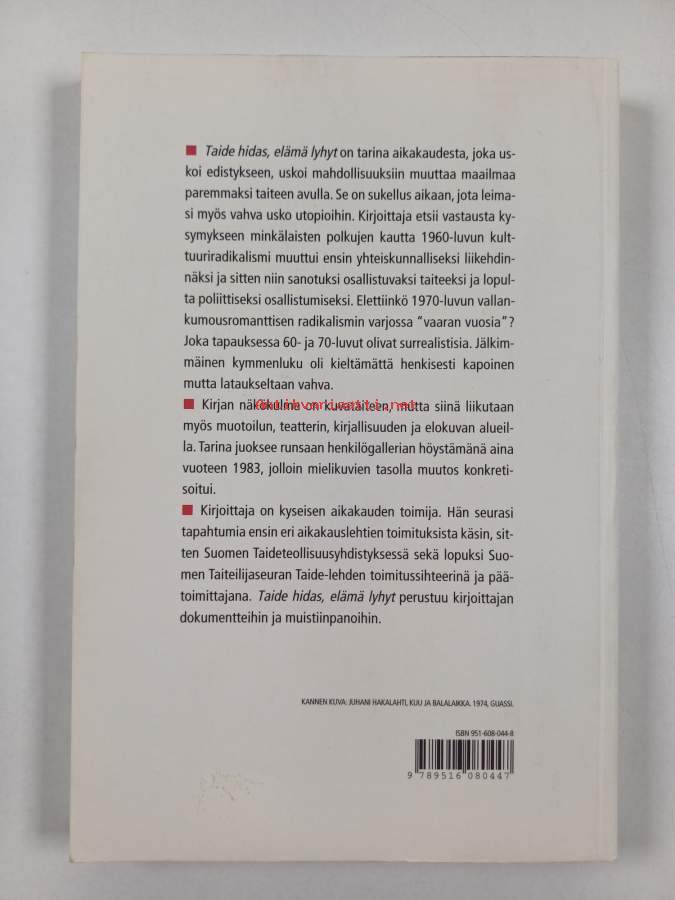 ■ Taide hidas, elämä lyhyt on tarina aikakaudesta, joka us-
koi edistykseen, uskoi mahdollisuuksiin muuttaa maailmaa
paremmaksi taiteen avulla. Se on sukellus aikaan, jota leima-
si myös vahva usko utopioihin. Kirjoittaja etsii vastausta ky-
symykseen minkälaisten polkujen kautta 1960-luvun kult-
tuuriradikalismi muuttui ensin yhteiskunnalliseksi liikehdin-
näksi ja sitten niin sanotuksi osallistuvaksi taiteeksi ja lopul-
ta poliittiseksi osallistumiseksi. Elettiinkö 1970-luvun vallan-
kumousromanttisen radikalismin varjossa "vaaran vuosia"?
Joka tapauksessa 60- ja 70-luvut olivat surrealistisia. Jälkim-
mäinen kymmenluku oli kieltämättä henkisesti kapoinen
mutta lataukseltaan vahva.
■ Kirjan näkökulma on kuvataiteen, mutta siinä liikutaan
myös muotoilun, teatterin, kirjallisuuden ja elokuvan alueil-
la. Tarina juoksee runsaan henkilögallerian höystämänä aina
vuoteen 1983, jolloin mielikuvien tasolla muutos konkreti-
soitui.
■ Kirjoittaja on kyseisen aikakauden toimija. Hän seurasi
tapahtumia ensin eri aikakauslehtien toimituksista käsin, sit-
ten Suomen Taideteollisuusyhdistyksessä sekä lopuksi Suo-
men Taiteilijaseuran Taide-lehden toimitussihteerinä ja pää-
toimittajana. Taide hidas, elämä lyhyt perustuu kirjoittajan
dokumentteihin ja muistiinpanoihin.
KANNEN KUVA: JUHANI HAKALAHTI, KUU JA BALALAIKKA. 1974, GUASSI.
ISBN 951-608-044-8
9 789516 080447